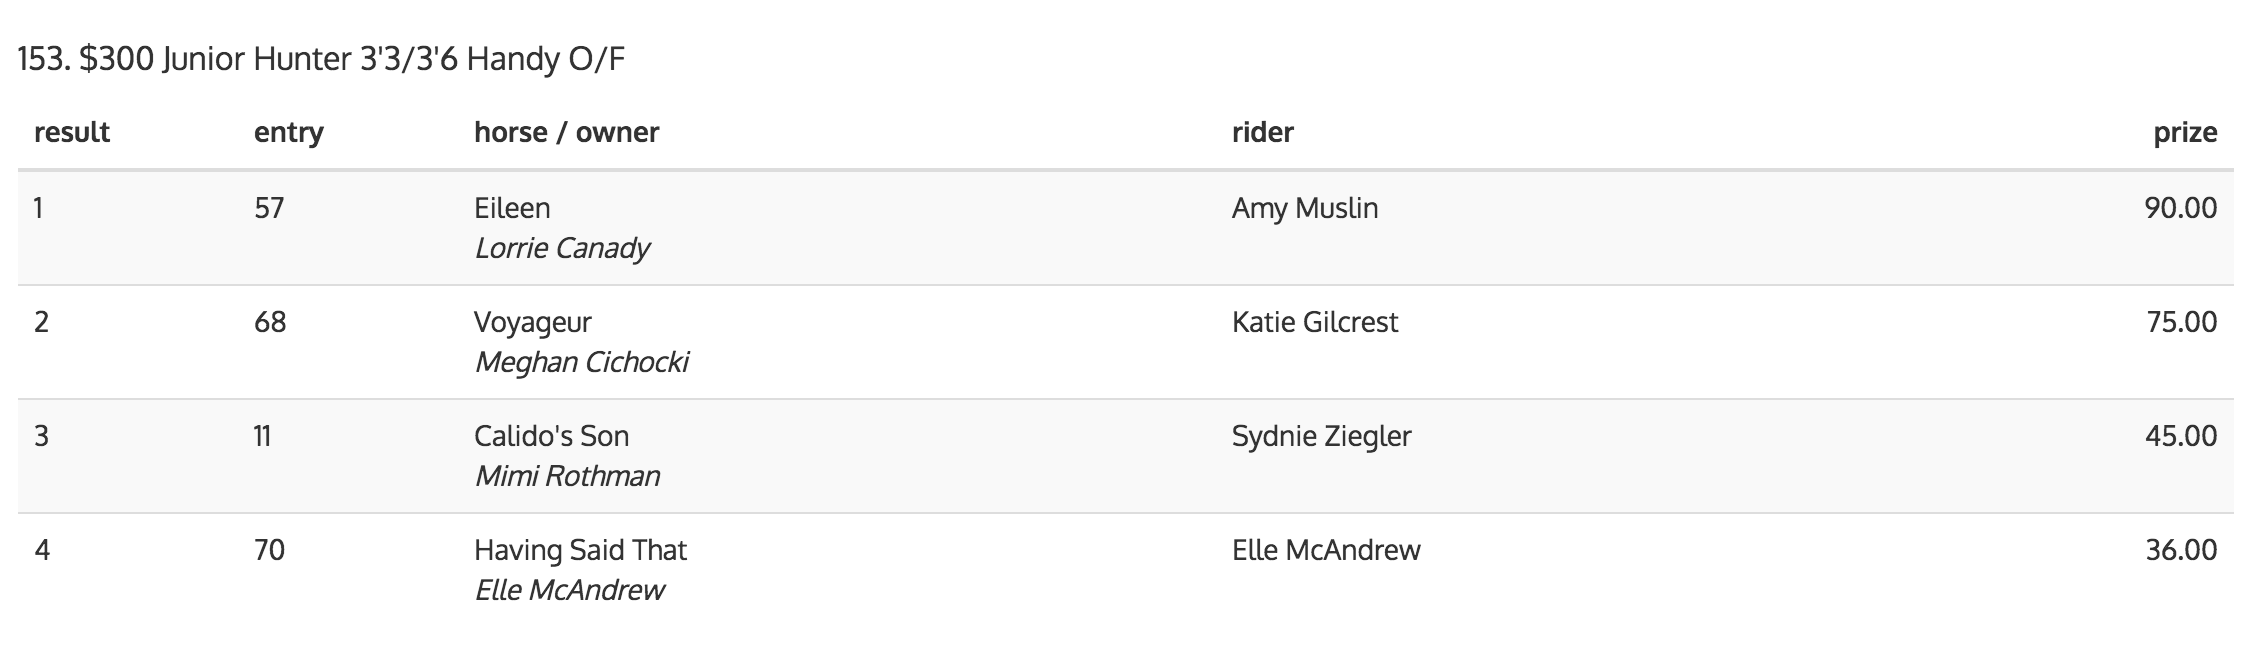 153. $300 Junior Hunter 3'3/3'6 Handy O/F
result entry horse / owner rider prize
1 57 Eileen Amy Muslin 90.00
Lorrie Canady
2 68 Voyageur Katie Gilcrest 75.00
Meghan Cichocki
3 11 Calido's Son Sydnie Ziegler 45.00
Mimi Rothman
4 70 Having Said That Elle McAndrew 36.00
Elle McAndrew